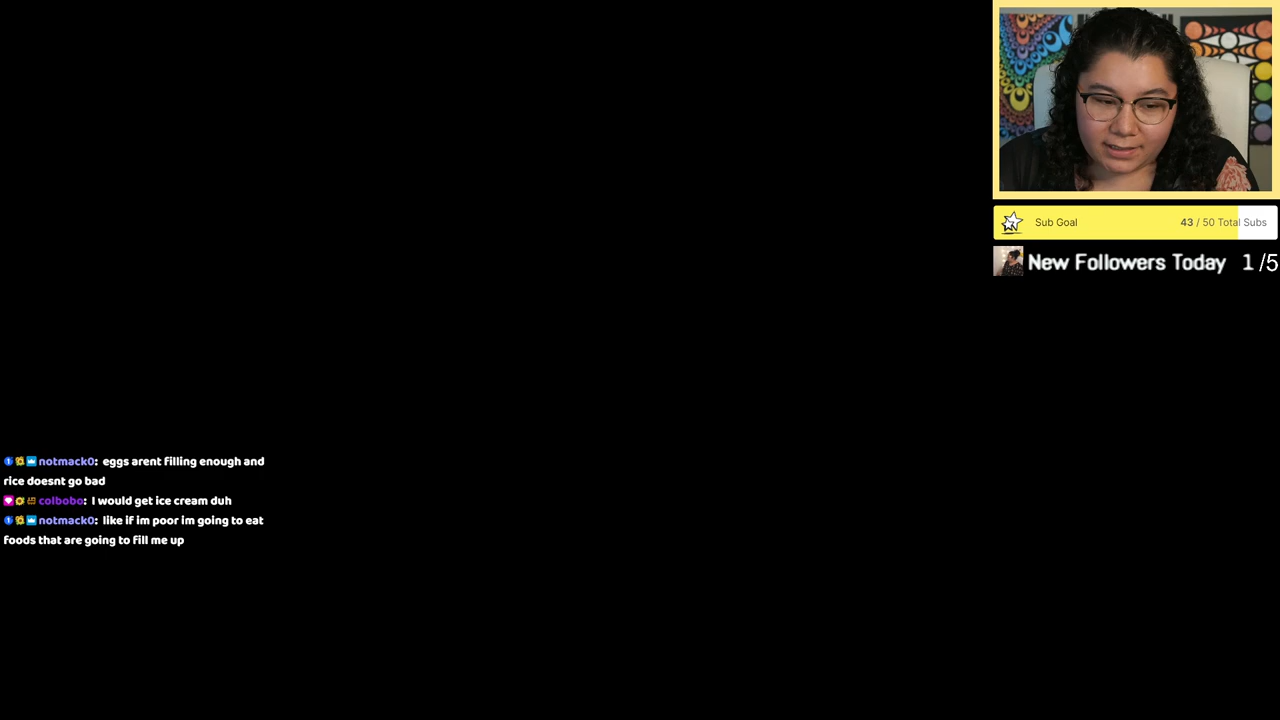 Sub Goal 43 / 50 Total Subs
New Followers Today 1 /5
notmack0: eggs arent filling enough and
rice doesnt go bad
colbobo: I would get ice cream duh
notmack0: like if im poor im going to eat
foods that are going to fill me up